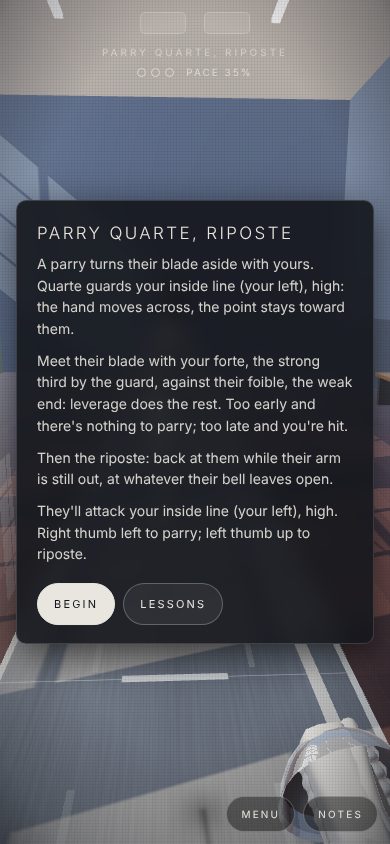 PARRY QUARTE, RIPOSTE
PACE 35%
PARRY QUARTE, RIPOSTE
A parry turns their blade aside with yours.
Quarte guards your inside line (your left), high:
the hand moves across, the point stays toward
them.
Meet their blade with your forte, the strong
third by the guard, against their foible, the weak
end: leverage does the rest. Too early and
there's nothing to parry; too late and you're hit.
Then the riposte: back at them while their arm
is still out, at whatever their bell leaves open.
They'll attack your inside line (your left), high.
Right thumb left to parry; left thumb up to
riposte.
BEGIN LESSONS
MENU NOTES